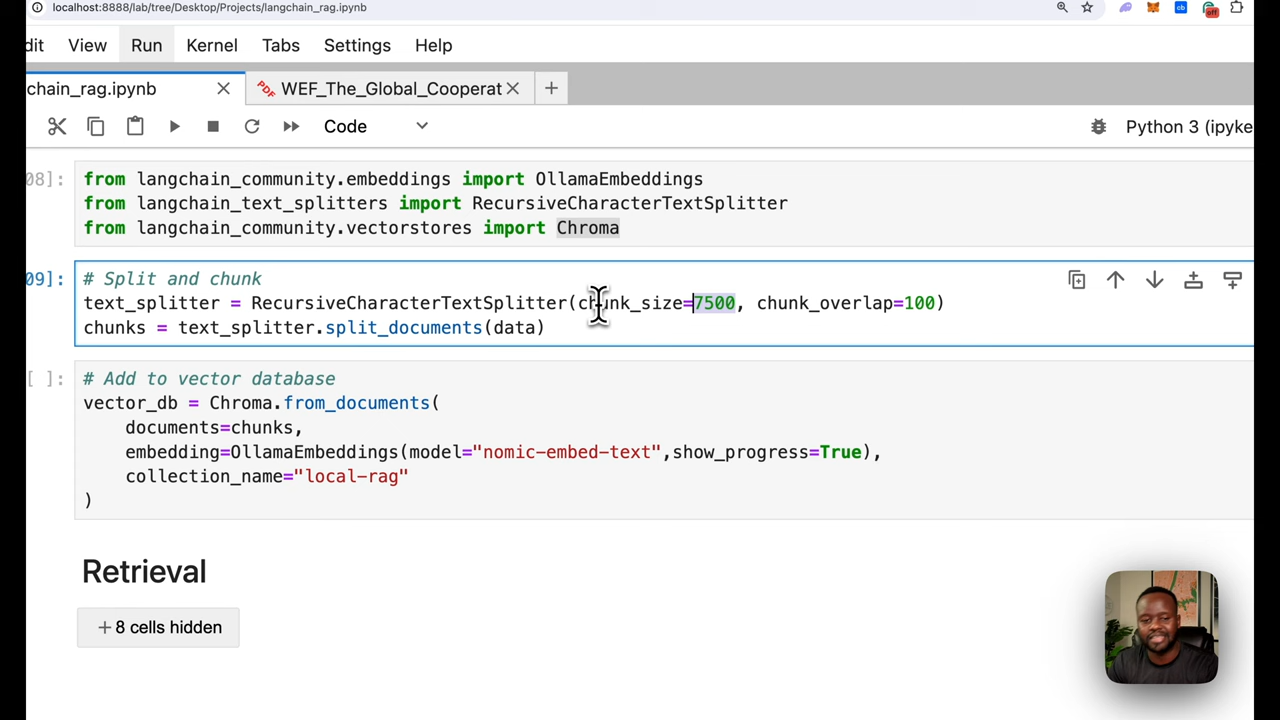 localhost:8888/lab/tree/Desktop/Projects/langchain_rag.ipynb
dit View Run Kernel Tabs Settings Help
chain_rag.ipynb WEF_The_Global_Cooperat
Code Python 3 (ipyke
08]: from langchain_community.embeddings import OllamaEmbeddings
from langchain_text_splitters import RecursiveCharacterTextSplitter
from langchain_community.vectorstores import Chroma
09]: # Split and chunk
text_splitter = RecursiveCharacterTextSplitter(chunk_size=7500, chunk_overlap=100)
chunks = text_splitter.split_documents(data)
[ ]: # Add to vector database
vector_db = Chroma.from_documents(
documents=chunks,
embedding=OllamaEmbeddings(model="nomic-embed-text",show_progress=True),
collection_name="local-rag"
)
Retrieval
+ 8 cells hidden